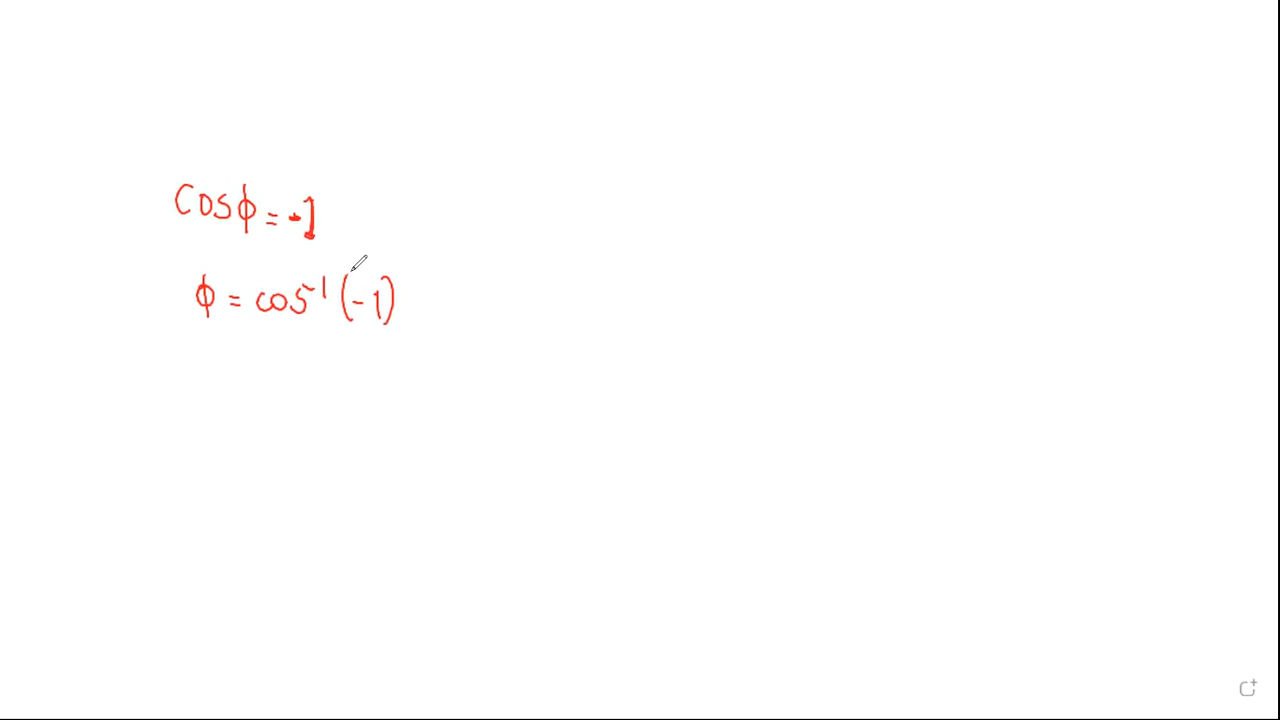 cosϕ = -1
ϕ = cos⁻¹ (-1)